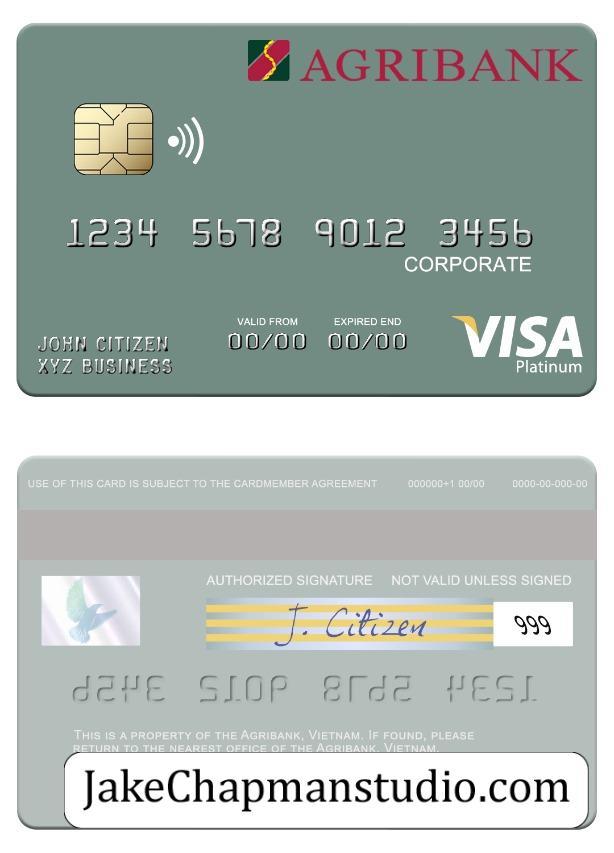 AGRIBANK
1234 5678 9012 3456
CORPORATE
VALID FROM EXPIRED END
00/00 00/00
JOHN CITIZEN
XYZ BUSINESS
VISA
Platinum
USE OF THIS CARD IS SUBJECT TO THE CARDMEMBER AGREEMENT 000000+1 00/00 0000-00-000-00
AUTHORIZED SIGNATURE NOT VALID UNLESS SIGNED
J. Citizen 999
THIS IS A PROPERTY OF THE AGRIBANK, VIETNAM. IF FOUND, PLEASE
RETURN TO THE NEAREST OFFICE OF THE AGRIBANK, VIETNAM.
JakeChapmanstudio.com